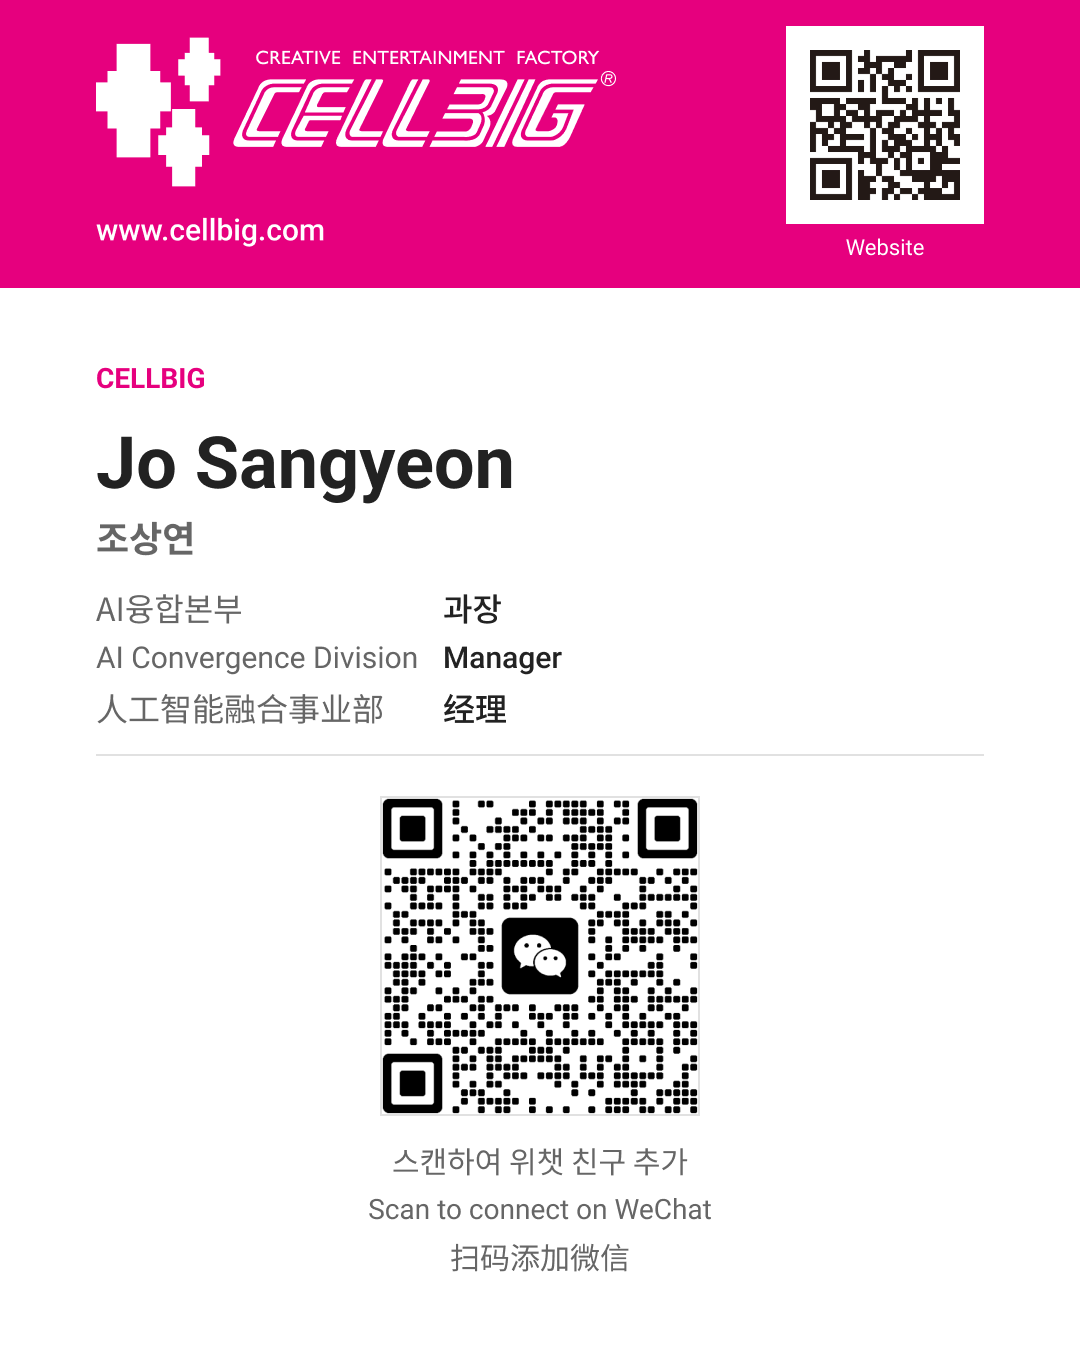 CREATIVE ENTERTAINMENT FACTORY
CELLBIG®
www.cellbig.com
Website
CELLBIG
Jo Sangyeon
조상연
AI융합본부 과장
AI Convergence Division Manager
人工智能融合事业部 经理
스캔하여 위챗 친구 추가
Scan to connect on WeChat
扫码添加微信